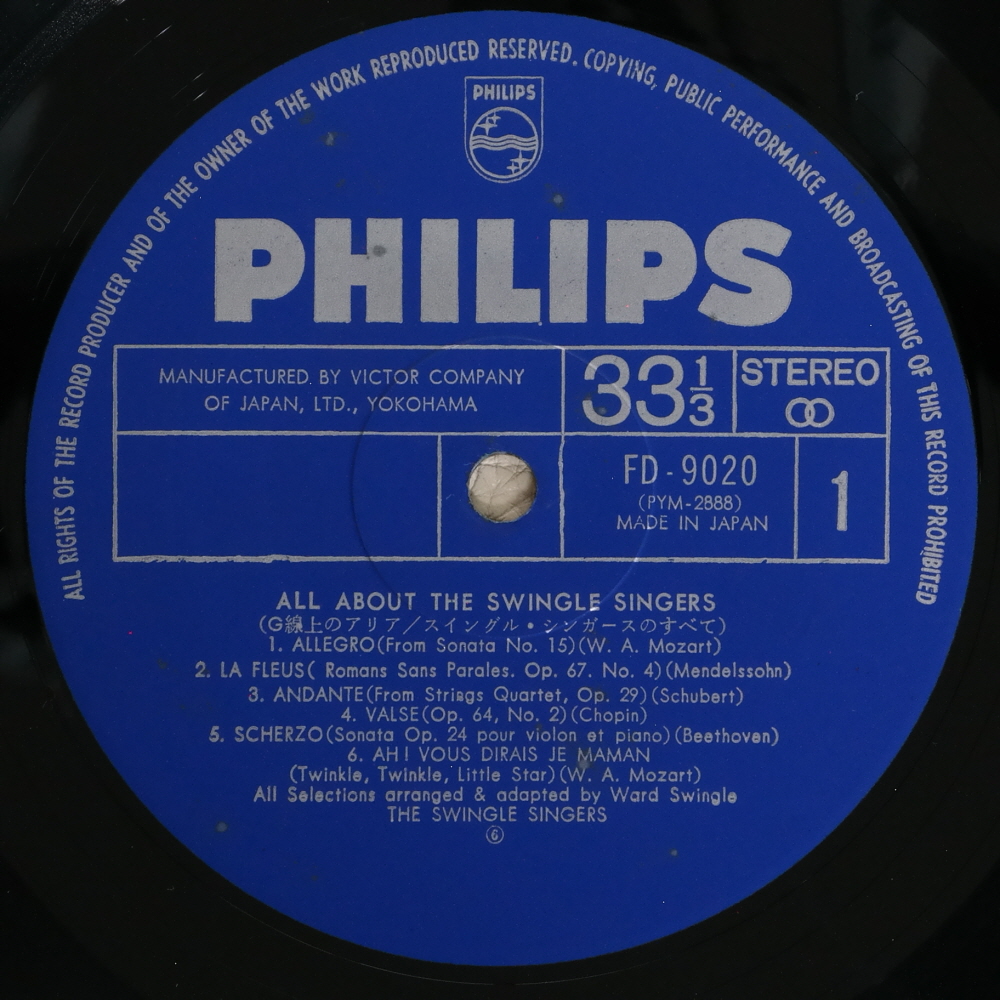 ALL RIGHTS OF THE RECORD PRODUCER AND OF THE OWNER OF THE WORK REPRODUCED RESERVED. COPYING, PUBLIC PERFORMANCE AND BROADCASTING OF THIS RECORD PROHIBITED
PHILIPS
PHILIPS
MANUFACTURED BY VICTOR COMPANY
OF JAPAN, LTD., YOKOHAMA
33 1/3
STEREO
FD-9020
(PYM-2888)
MADE IN JAPAN
1
ALL ABOUT THE SWINGLE SINGERS
(G線上のアリア／スイングル・シンガースのすべて)
1. ALLEGRO(From Sonata No. 15)(W. A. Mozart)
2. LA FLEUS( Romans Sans Parales. Op. 67. No. 4)(Mendelssohn)
3. ANDANTE(From Strings Quartet, Op. 29)(Schubert)
4. VALSE(Op. 64, No. 2)(Chopin)
5. SCHERZO(Sonata Op. 24 pour violon et piano)(Beethoven)
6. AH! VOUS DIRAIS JE MAMAN
(Twinkle, Twinkle, Little Star)(W. A. Mozart)
All Selections arranged & adapted by Ward Swingle
THE SWINGLE SINGERS